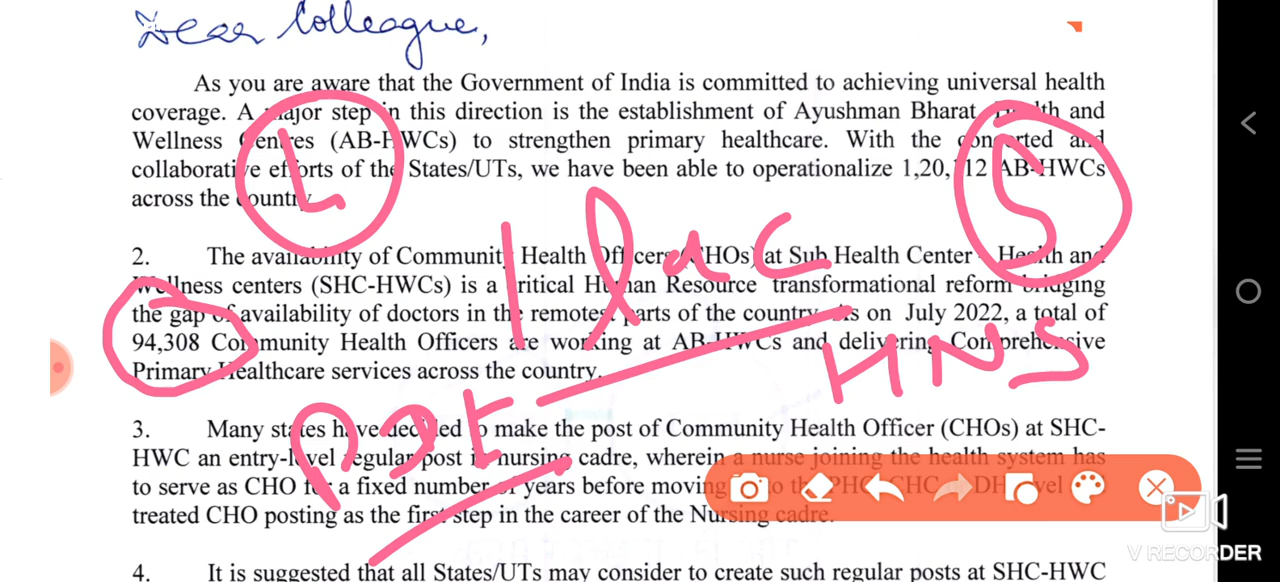 Dear Colleague,
As you are aware that the Government of India is committed to achieving universal health
coverage. A major step in this direction is the establishment of Ayushman Bharat Health and
Wellness Centres (AB-HWCs) to strengthen primary healthcare. With the concerted and
collaborative efforts of the States/UTs, we have been able to operationalize 1,20,112 AB-HWCs
across the country.
L
S
1 lac
2. The availability of Community Health Officers (CHOs) at Sub Health Center - Health and
Wellness centers (SHC-HWCs) is a critical Human Resource transformational reform bridging
the gap of availability of doctors in the remotest parts of the country. As on July 2022, a total of
94,308 Community Health Officers are working at AB-HWCs and delivering Comprehensive
Primary Healthcare services across the country.
HNS
3. Many states have decided to make the post of Community Health Officer (CHOs) at SHC-
HWC an entry-level regular post in nursing cadre, wherein a nurse joining the health system has
to serve as CHO for a fixed number of years before moving to the PHC CHC DH level
treated CHO posting as the first step in the career of the Nursing cadre.
4. It is suggested that all States/UTs may consider to create such regular posts at SHC-HWC
V RECORDER